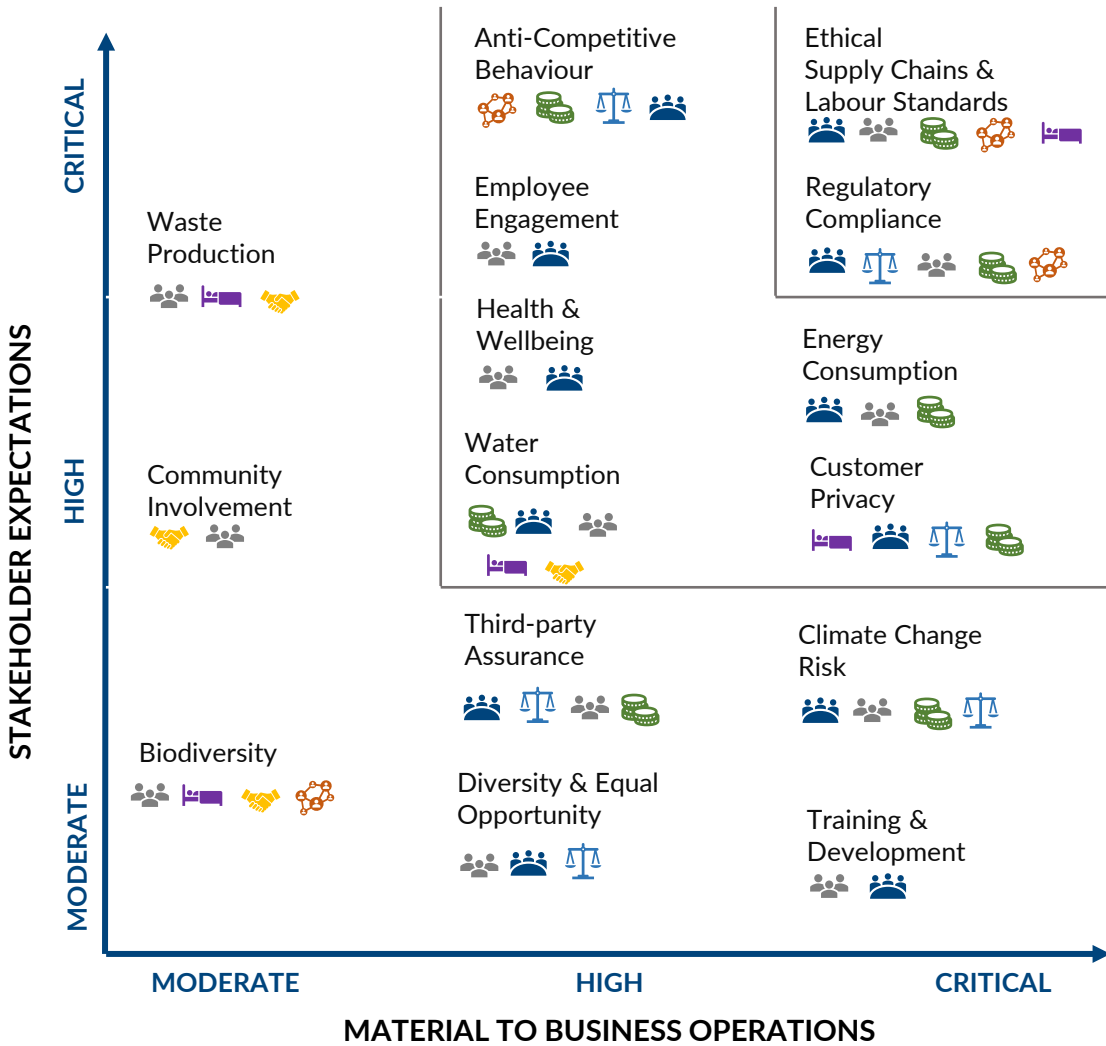 STAKEHOLDER EXPECTATIONS
CRITICAL
HIGH
MODERATE
Anti-Competitive
Behaviour
Ethical
Supply Chains &
Labour Standards
Waste
Production
Employee
Engagement
Regulatory
Compliance
Health &
Wellbeing
Energy
Consumption
Community
Involvement
Water
Consumption
Customer
Privacy
Third-party
Assurance
Climate Change
Risk
Biodiversity
Diversity & Equal
Opportunity
Training &
Development
MODERATE
HIGH
CRITICAL
MATERIAL TO BUSINESS OPERATIONS